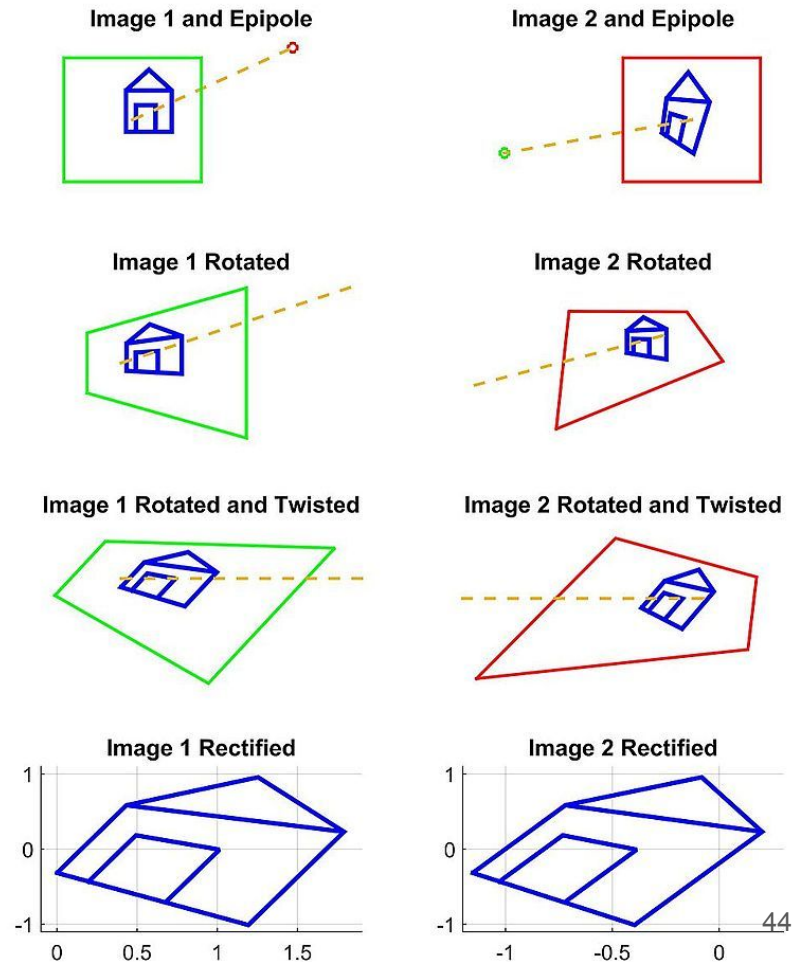 Image 1 and Epipole
Image 2 and Epipole
Image 1 Rotated
Image 2 Rotated
Image 1 Rotated and Twisted
Image 2 Rotated and Twisted
Image 1 Rectified
1
0
-1
0
0.5
1
1.5
Image 2 Rectified
1
0
-1
-1
-0.5
0
44